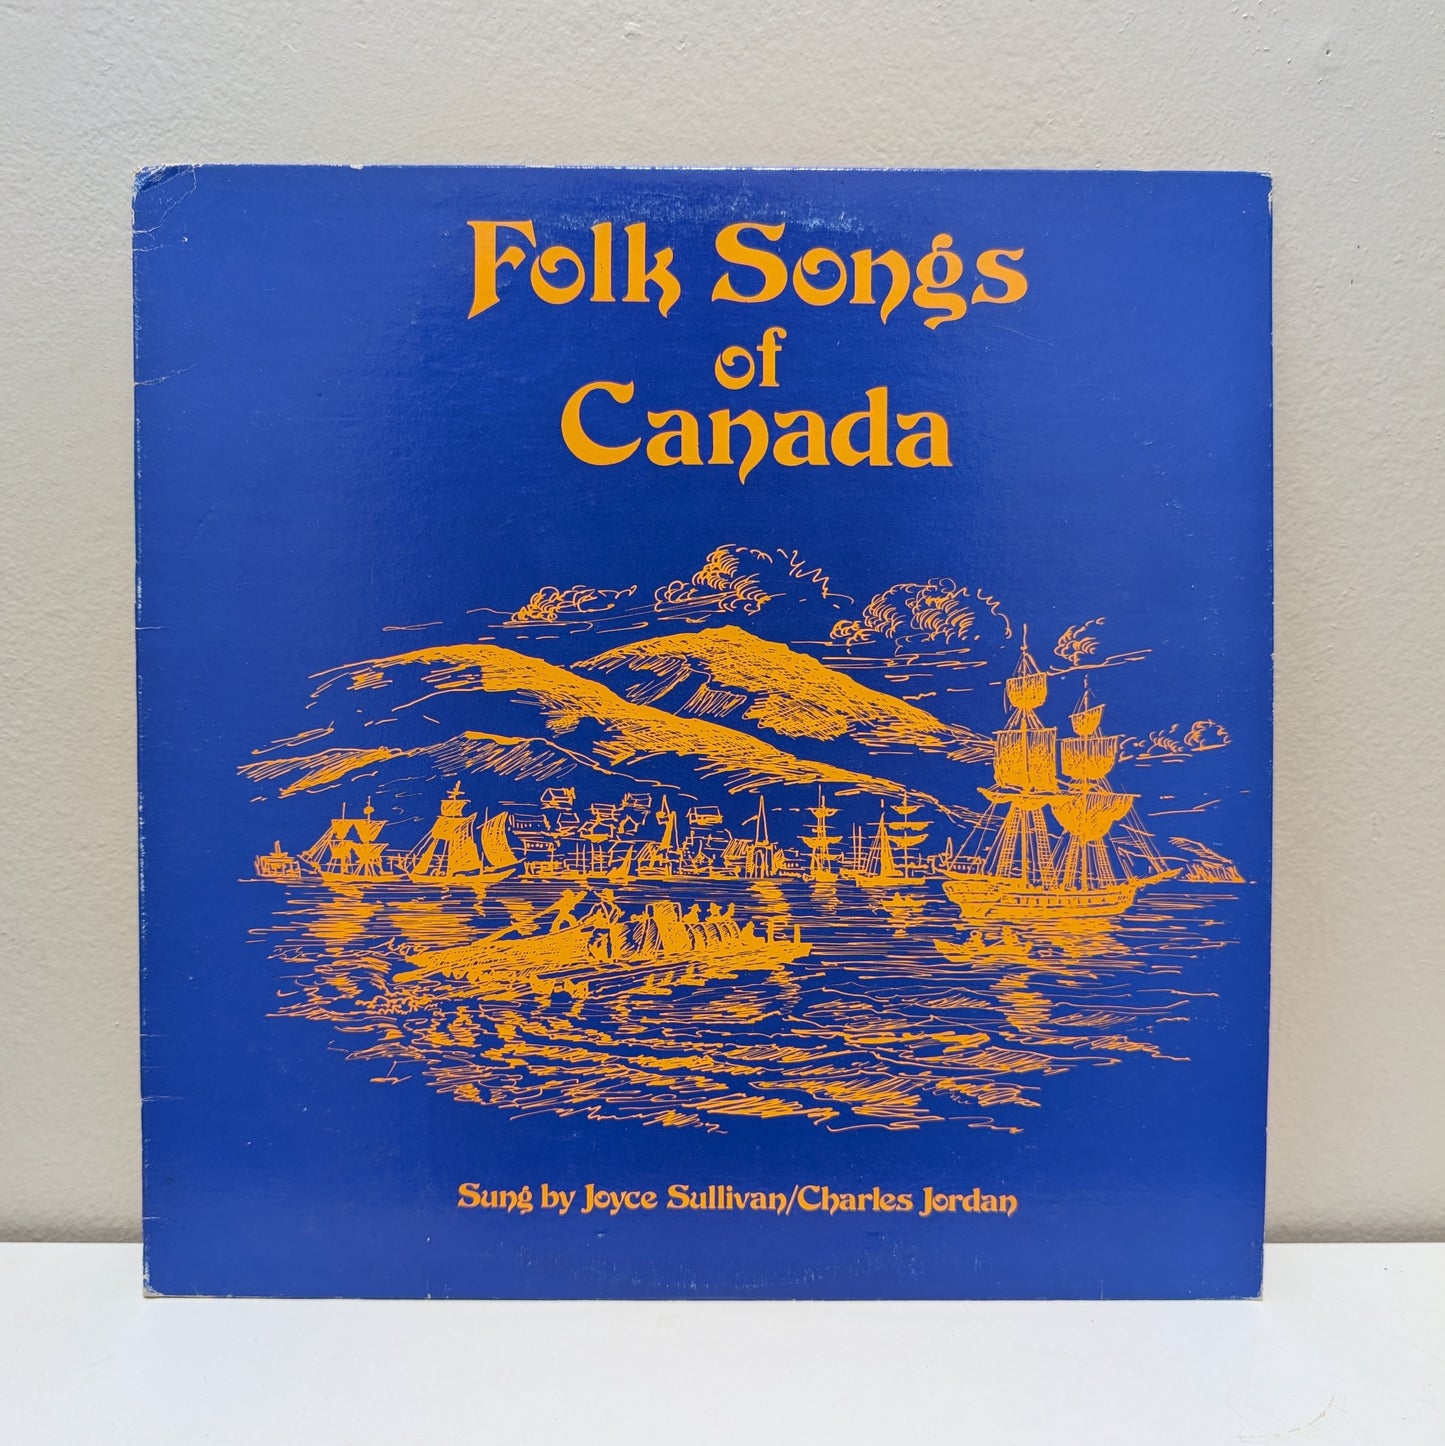 Folk Songs
of
Canada
Sung by Joyce Sullivan/Charles Jordan